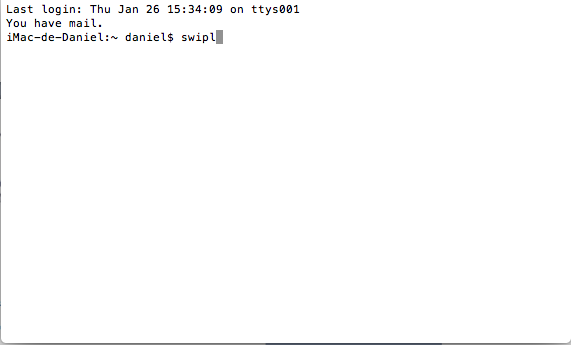 Last login: Thu Jan 26 15:34:09 on ttys001
You have mail.
iMac-de-Daniel:~ daniel$ swipl